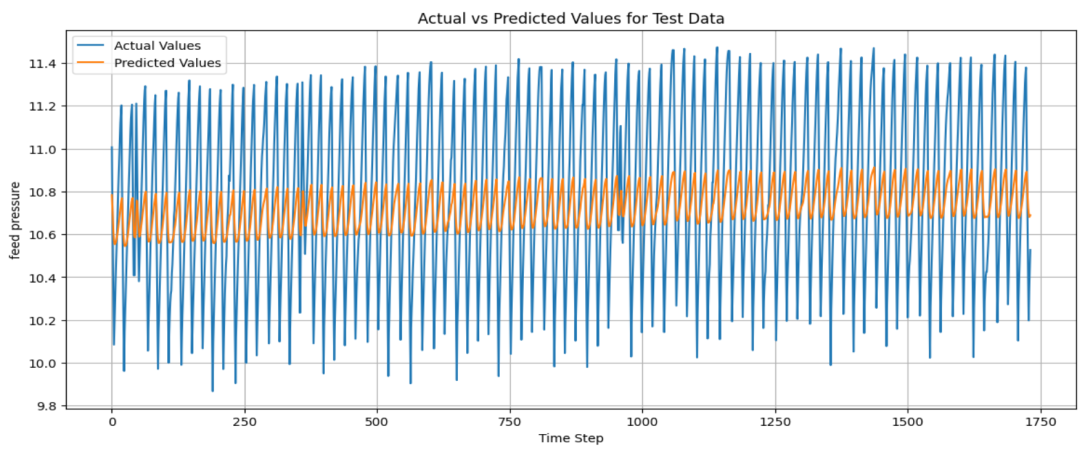 Actual vs Predicted Values for Test Data
Actual Values
Predicted Values
feed pressure
11.4
11.2
11.0
10.8
10.6
10.4
10.2
10.0
9.8
0 250 500 750 1000 1250 1500 1750
Time Step